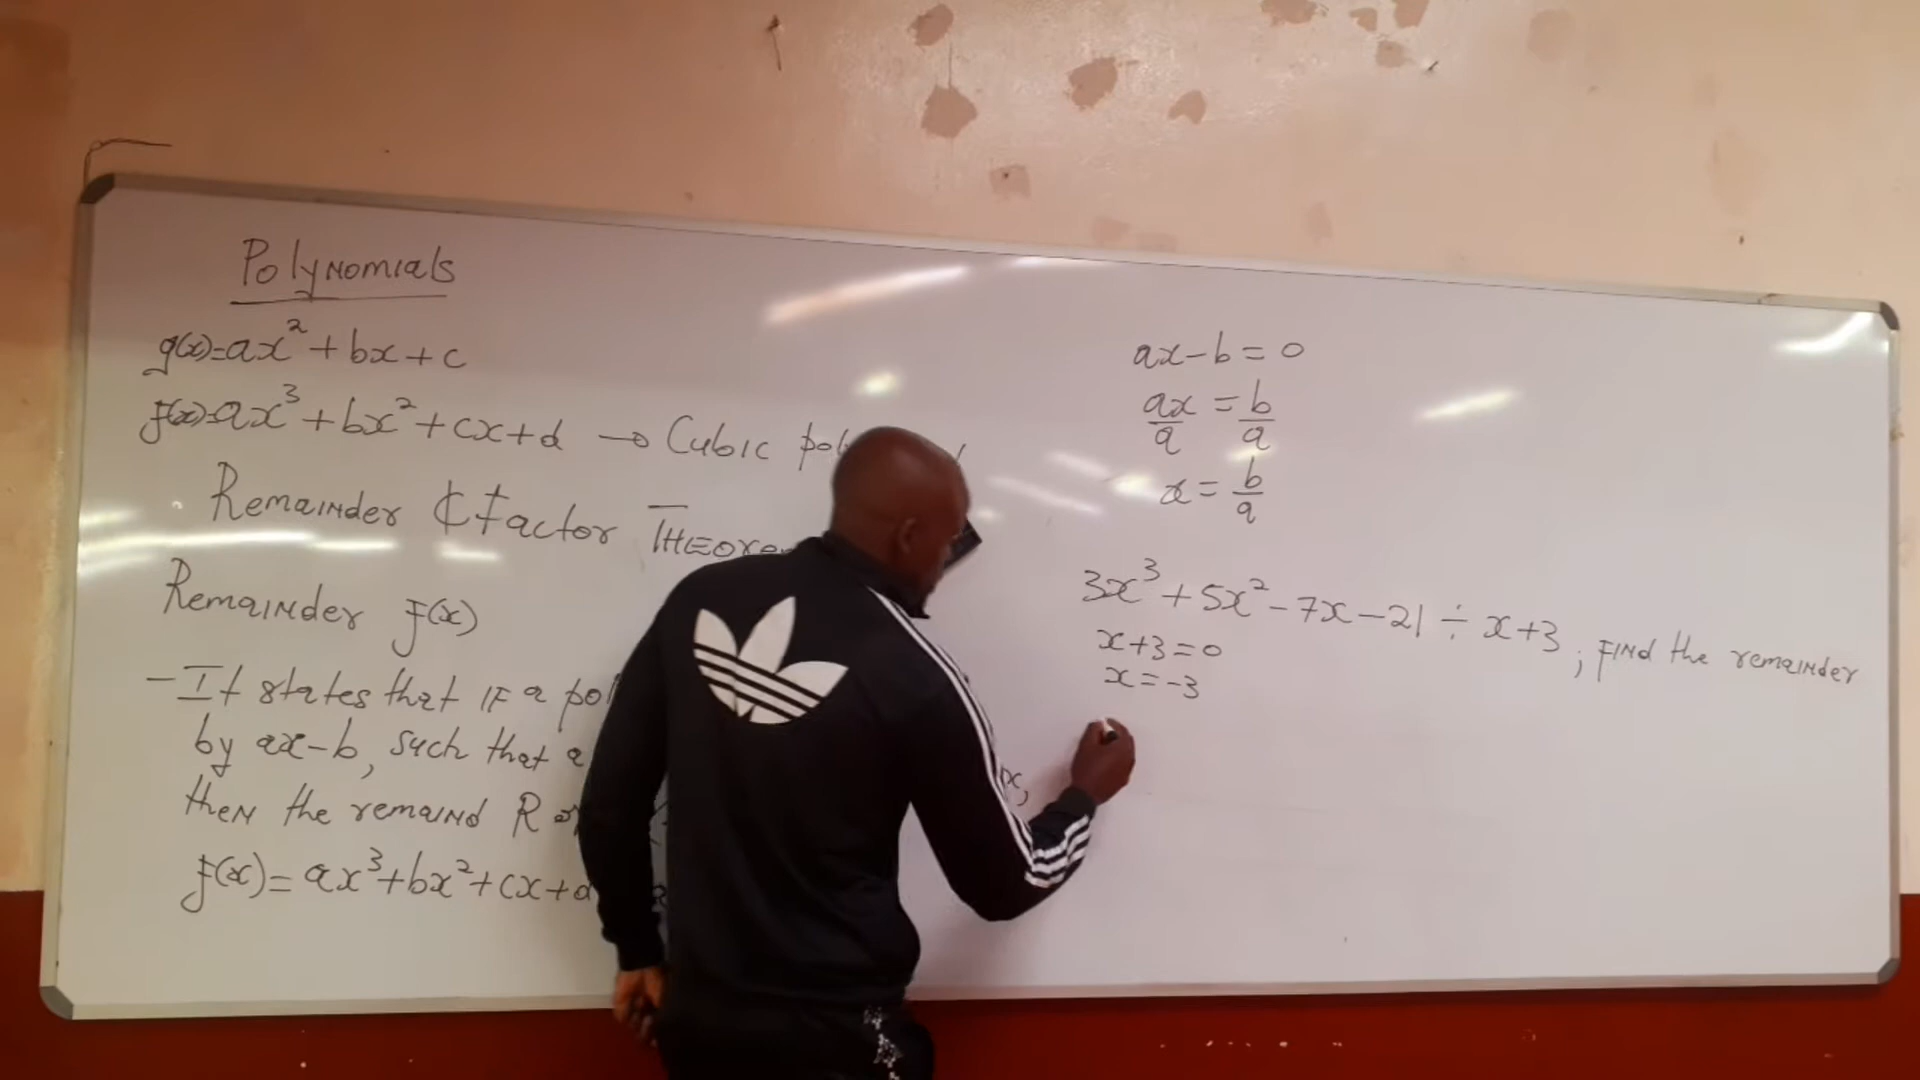 Polynomials
g(x)=ax²+bx+c
f(x)=ax³+bx²+cx+d → Cubic
Remainder & Factor Theorem
Remainder f(x)
- It states that if a
by ax-b, such that a
then the remaind R
f(x)=ax³+bx²+cx+d
ax-b=0
ax/a = b/a
x = b/a
3x³+5x²-7x-21 ÷ x+3; Find the remainder
x+3=0
x=-3